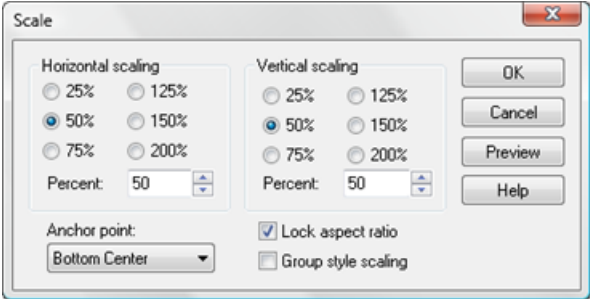 Scale
Horizontal scaling
25% 125%
50% 150%
75% 200%
Percent: 50
Vertical scaling
25% 125%
50% 150%
75% 200%
Percent: 50
OK
Cancel
Preview
Help
Anchor point:
Bottom Center
Lock aspect ratio
Group style scaling